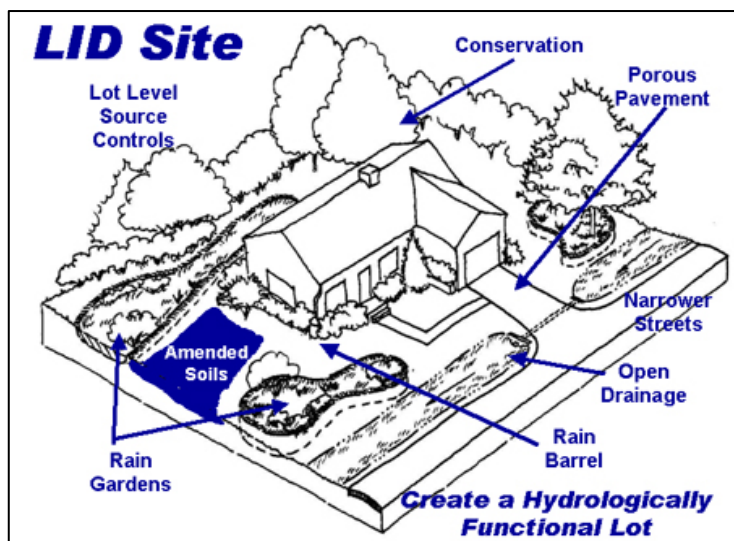 LID Site
Conservation
Porous
Pavement
Lot Level
Source
Controls
Narrower
Streets
Amended
Soils
Open
Drainage
Rain
Gardens
Rain
Barrel
Create a Hydrologically
Functional Lot